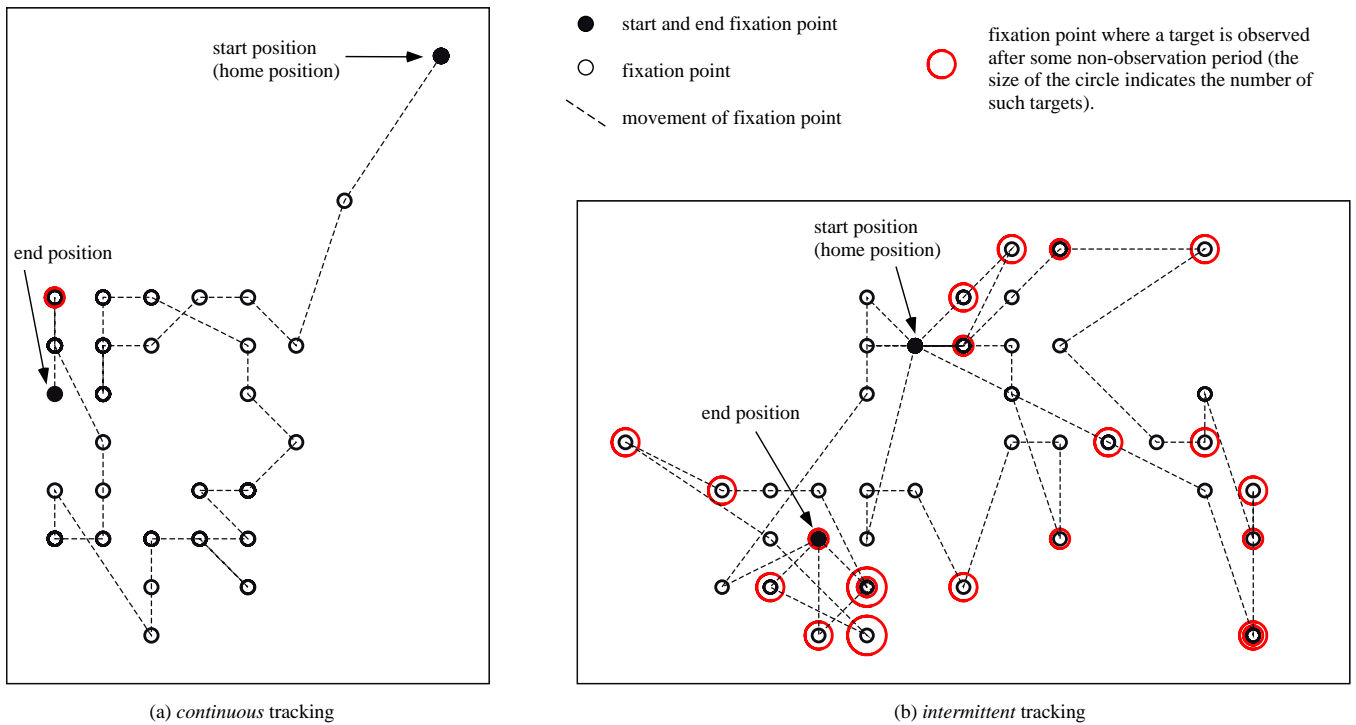 start position
(home position)
end position
start and end fixation point
fixation point
movement of fixation point
fixation point where a target is observed
after some non-observation period (the
size of the circle indicates the number of
such targets).
start position
(home position)
end position
(a) continuous tracking
(b) intermittent tracking